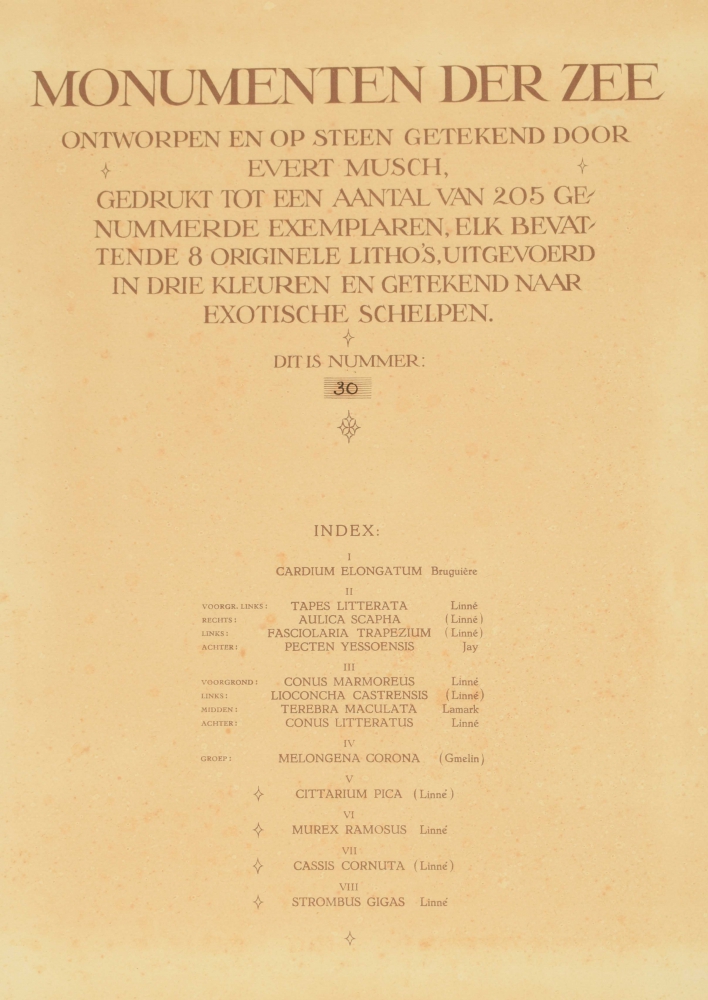 MONUMENTEN DER ZEE
ONTWORPEN EN OP STEEN GETEKEND DOOR
EVERT MUSCH,
GEDRUKT TOT EEN AANTAL VAN 205 GE-
NUMMERDE EXEMPLAREN, ELK BEVAT-
TENDE 8 ORIGINELE LITHO'S, UITGEVOERD
IN DRIE KLEUREN EN GETEKEND NAAR
EXOTISCHE SCHELPEN.
DIT IS NUMMER:
30
INDEX:
I
CARDIUM ELONGATUM Bruguière
II
VOORGR. LINKS: TAPES LITTERATA Linné
RECHTS: AULICA SCAPHA (Linné)
LINKS: FASCIOLARIA TRAPEZIUM (Linné)
ACHTER: PECTEN YESSOENSIS Jay
III
VOORGROND: CONUS MARMOREUS Linné
LINKS: LIOCONCHA CASTRENSIS (Linné)
MIDDEN: TEREBRA MACULATA Lamark
ACHTER: CONUS LITTERATUS Linné
IV
GROEP: MELONGENA CORONA (Gmelin)
V
CITTARIUM PICA (Linné)
VI
MUREX RAMOSUS Linné
VII
CASSIS CORNUTA (Linné)
VIII
STROMBUS GIGAS Linné